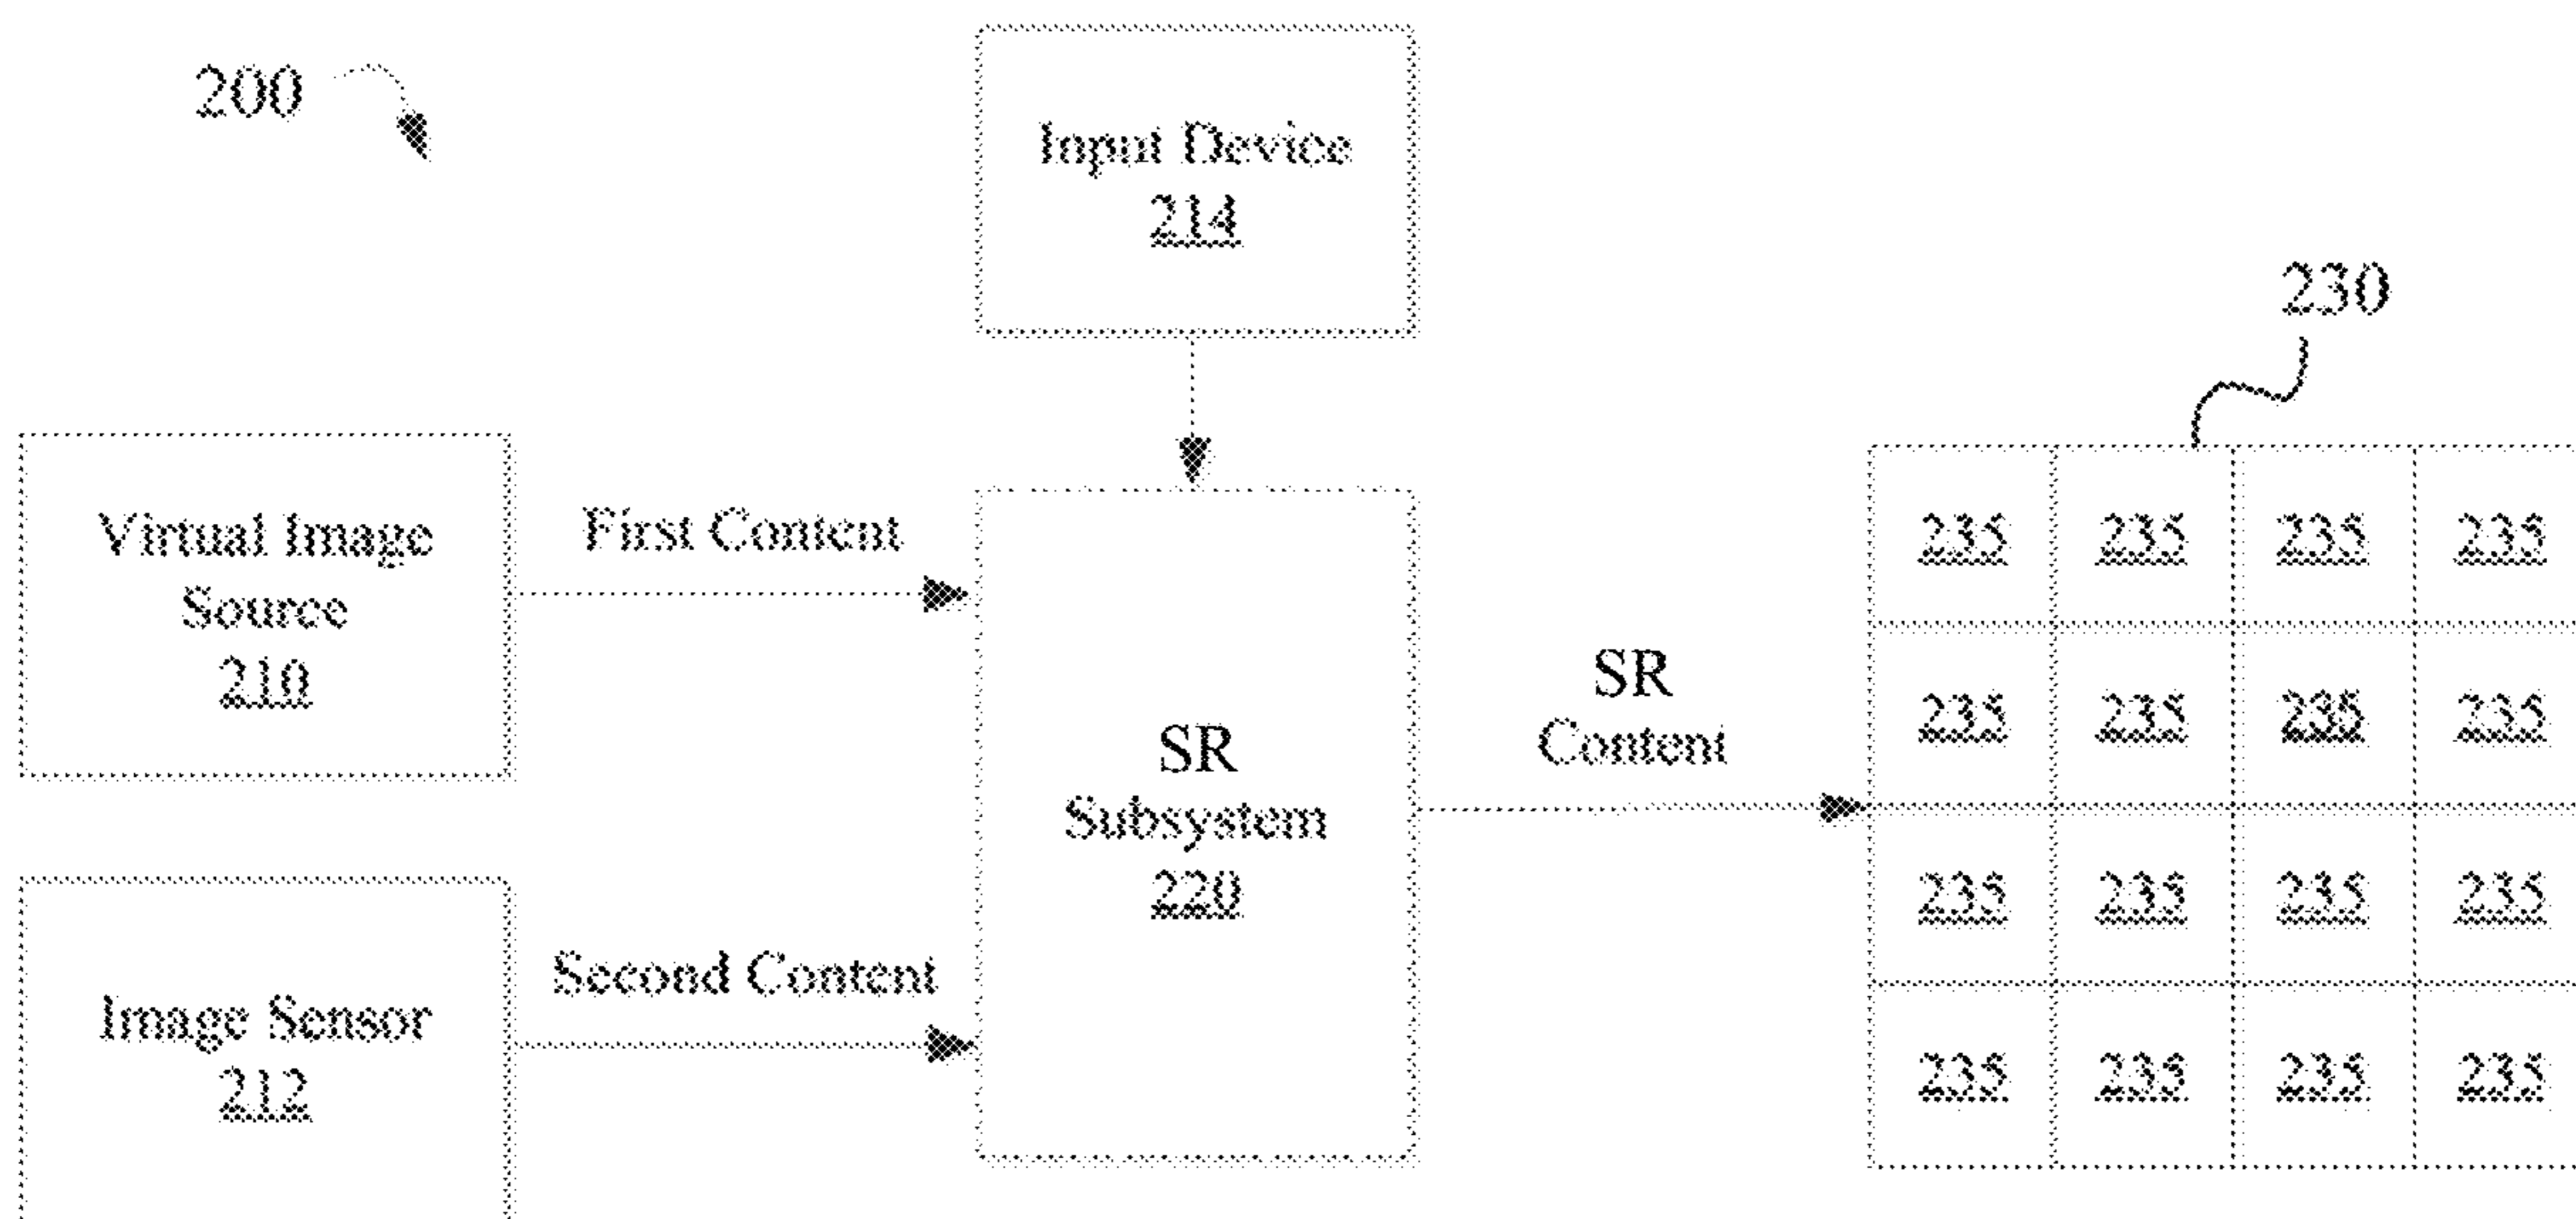 200
Input Device
214
230
Virtual Image
Source
210
First Content
SR
Subsystem
220
Image Sensor
212
Second Content
SR
Content
235 235 235 235
235 235 235 235
235 235 235 235
235 235 235 235